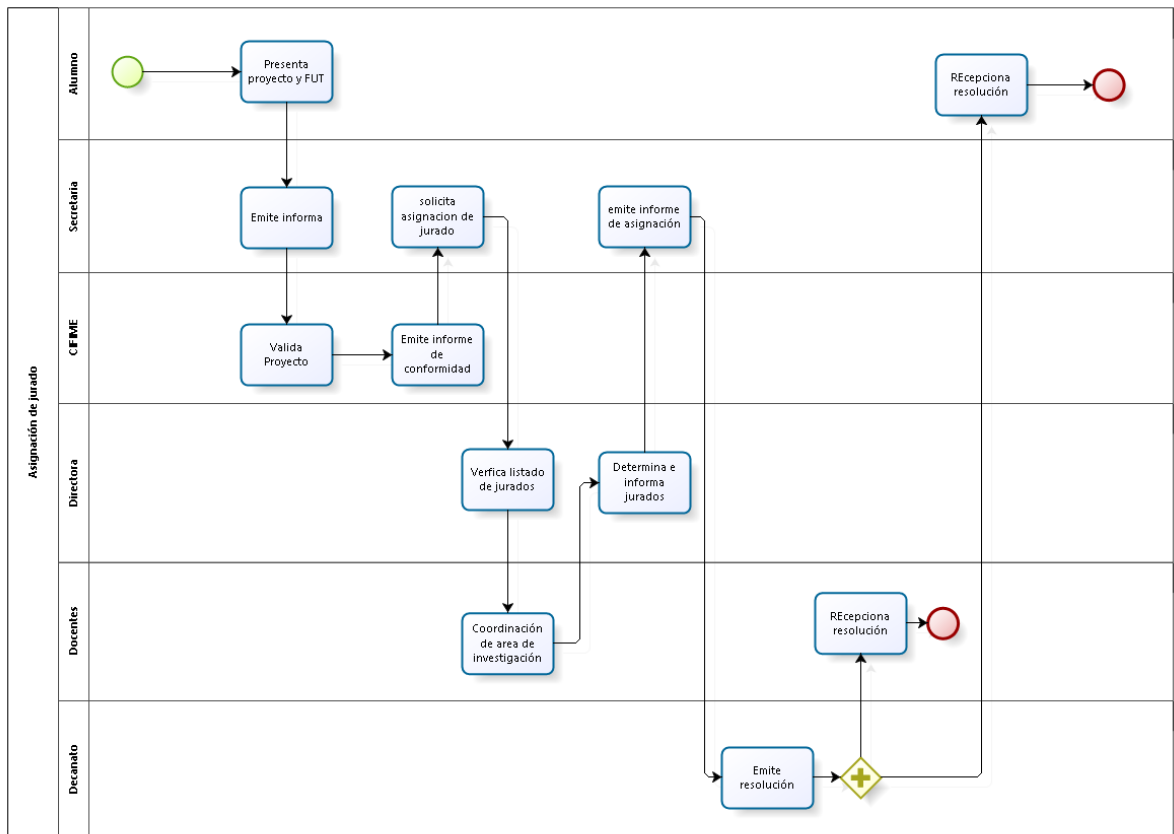 Asignación de jurado
Alumno
Presenta
proyecto y FUT
REcepciona
resolución
Secretaria
Emite informa
solicita
asignacion de
jurado
emite informe
de asignación
CIFIME
Valida
Proyecto
Emite informe
de
conformidad
Directora
Verfica listado
de jurados
Determina e
informa
jurados
Docentes
Coordinación
de area de
investigación
REcepciona
resolución
Decanato
Emite
resolución